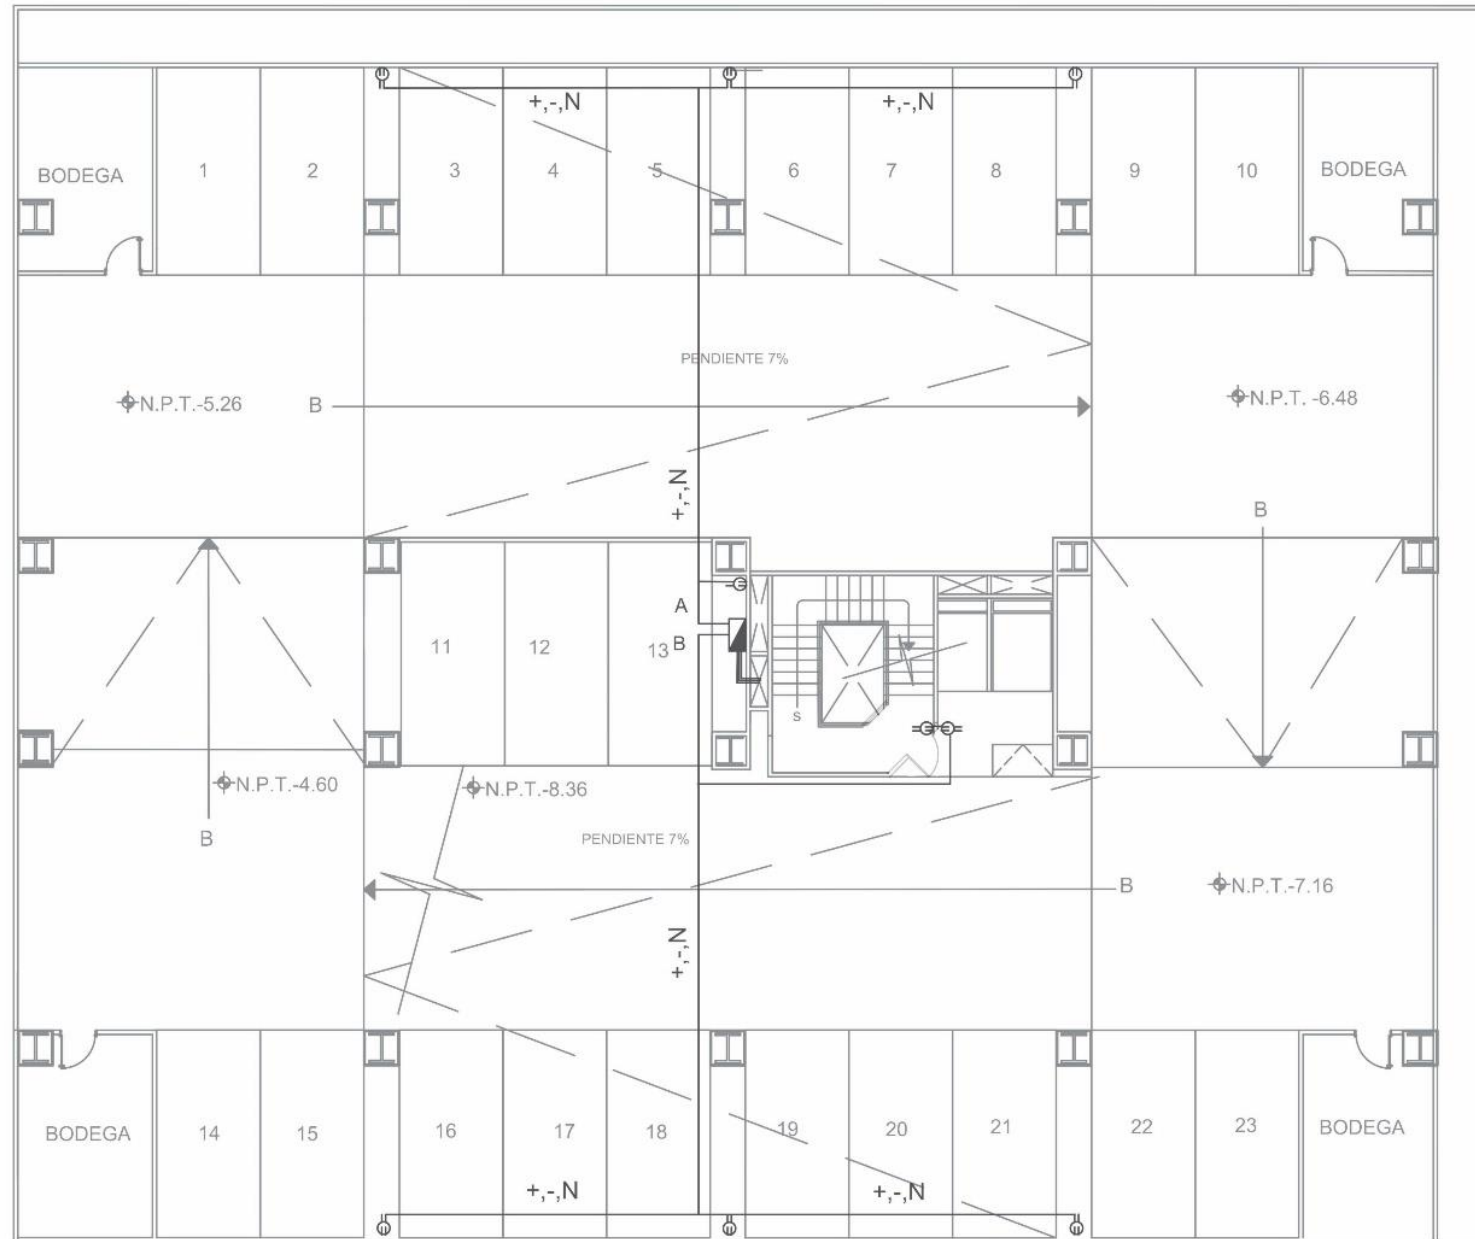 +,-,N +,-,N
BODEGA 1 2 3 4 5 6 7 8 9 10 BODEGA
PENDIENTE 7%
N.P.T.-5.26 B N.P.T. -6.48
+,-,N
B
A
11 12 13 B
S
N.P.T.-4.60 N.P.T.-8.36
B PENDIENTE 7%
B N.P.T.-7.16
+,-,N
BODEGA 14 15 16 17 18 19 20 21 22 23 BODEGA
+,-,N +,-,N